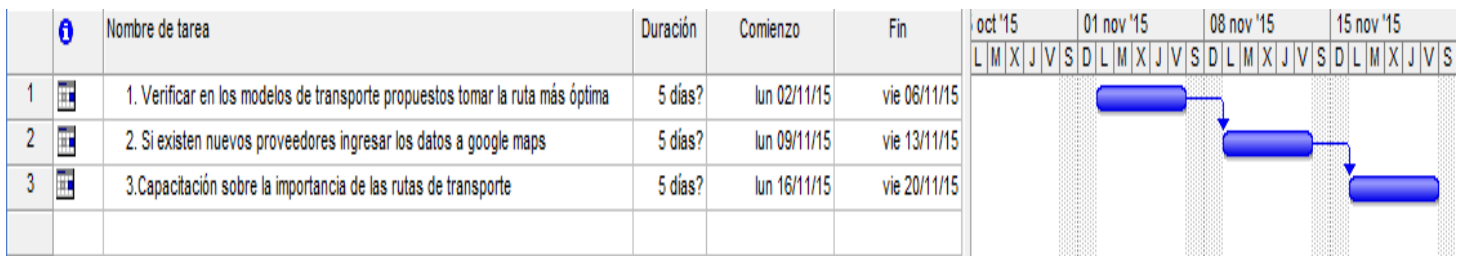 Nombre de tarea Duración Comienzo Fin oct '15 01 nov '15 08 nov '15 15 nov '15
L M X J V S D L M X J V S D L M X J V S D L M X J V S
1 1. Verificar en los modelos de transporte propuestos tomar la ruta más óptima 5 días? lun 02/11/15 vie 06/11/15
2 2. Si existen nuevos proveedores ingresar los datos a google maps 5 días? lun 09/11/15 vie 13/11/15
3 3.Capacitación sobre la importancia de las rutas de transporte 5 días? lun 16/11/15 vie 20/11/15